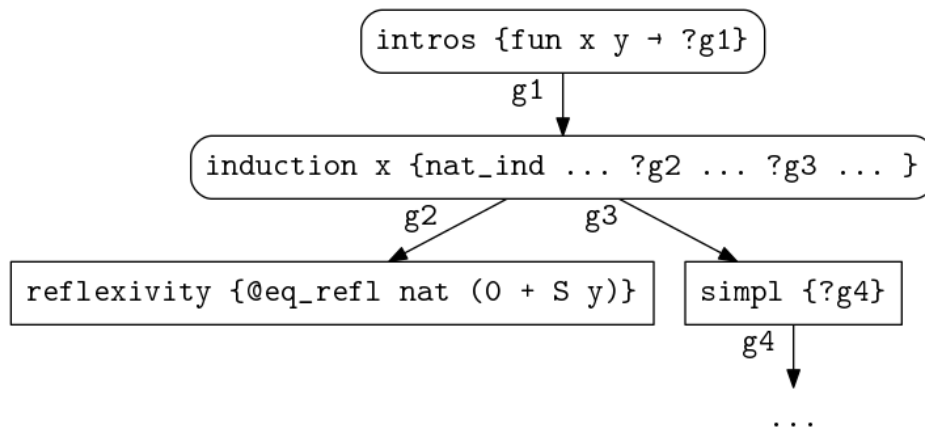 intros {fun x y → ?g1}
g1
induction x {nat_ind ... ?g2 ... ?g3 ... }
g2 g3
reflexivity {@eq_refl nat (0 + S y)} simpl {?g4}
g4
...